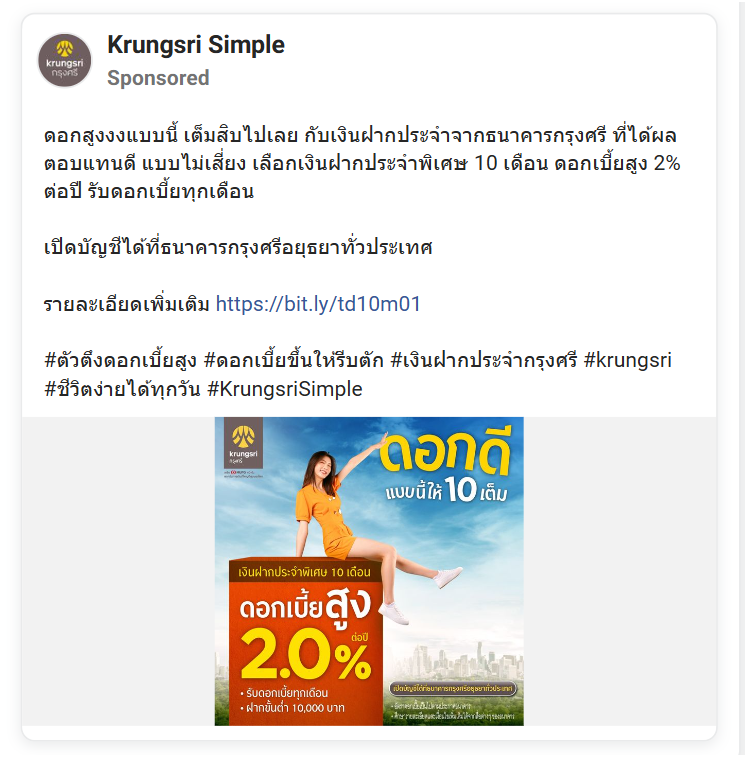 Krungsri Simple
Sponsored
ดอกสูงงงแบบนี้ เต็มสิบไปเลย กับเงินฝากประจำจากธนาคารกรุงศรี ที่ได้ผล
ตอบแทนดี แบบไม่เสี่ยง เลือกเงินฝากประจำพิเศษ 10 เดือน ดอกเบี้ยสูง 2%
ต่อปี รับดอกเบี้ยทุกเดือน
เปิดบัญชีได้ที่ธนาคารกรุงศรีอยุธยาทั่วประเทศ
รายละเอียดเพิ่มเติม https://bit.ly/td10m01
#ตัวตึงดอกเบี้ยสูง #ดอกเบี้ยขึ้นให้รีบตัก #เงินฝากประจำกรุงศรี #krungsri
#ชีวิตง่ายได้ทุกวัน #KrungsriSimple
krungsri
กรุงศรี
krungsri
กรุงศรี
ดอกดี
แบบนี้ให้ 10 เต็ม
เงินฝากประจำพิเศษ 10 เดือน
ดอกเบี้ยสูง
2.0% ต่อปี
• รับดอกเบี้ยทุกเดือน
• ฝากขั้นต่ำ 10,000 บาท
เปิดบัญชีได้ที่ธนาคารกรุงศรีอยุธยาทั่วประเทศ